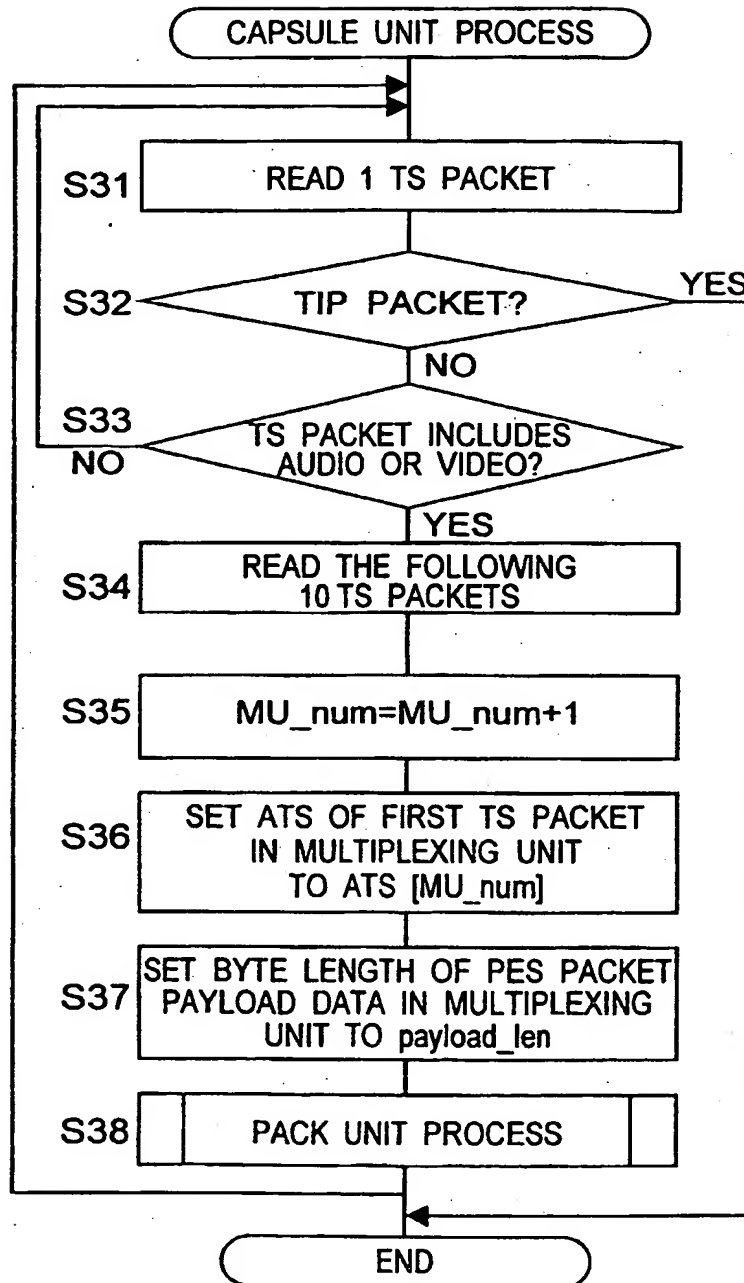 CAPSULE UNIT PROCESS
S31
READ 1 TS PACKET
S32
TIP PACKET?
YES
NO
S33
NO
TS PACKET INCLUDES
AUDIO OR VIDEO?
YES
S34
READ THE FOLLOWING
10 TS PACKETS
S35
MU_num=MU_num+1
S36
SET ATS OF FIRST TS PACKET
IN MULTIPLEXING UNIT
TO ATS [MU_num]
S37
SET BYTE LENGTH OF PES PACKET
PAYLOAD DATA IN MULTIPLEXING
UNIT TO payload_len
S38
PACK UNIT PROCESS
END